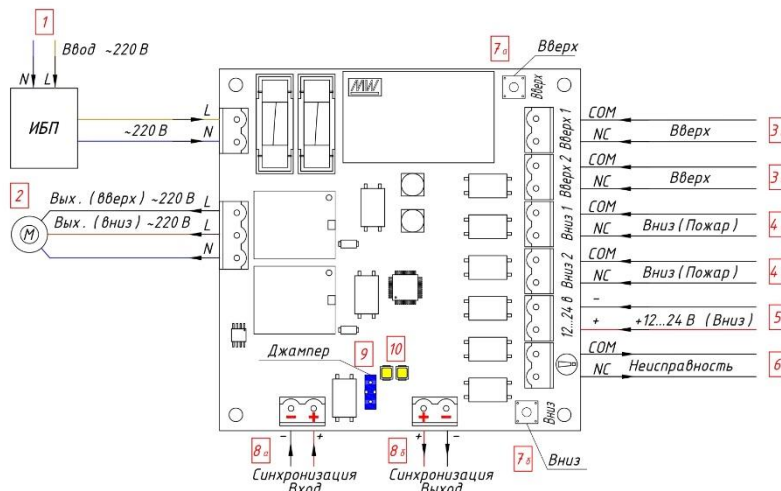 1
Ввод ~220 В
N
L
ИБП
~220 В
L
N
2
М
Вых. (вверх) ~220 В
L
Вых. (вниз) ~220 В
L
N
MW
7а
Вверх
Вверх
Вверх 1
COM
NC
Вверх
3
Вверх 2
COM
NC
Вверх
3
Вниз 1
COM
NC
Вниз (Пожар)
4
Вниз 2
COM
NC
Вниз (Пожар)
4
12...24 в
-
+
+12...24 В (Вниз)
5
COM
NC
Неисправность
6
Джампер
9
10
- +
+ -
8а
- +
Синхронизация
Вход
8б
+ -
Синхронизация
Выход
7б
Вниз
Вниз